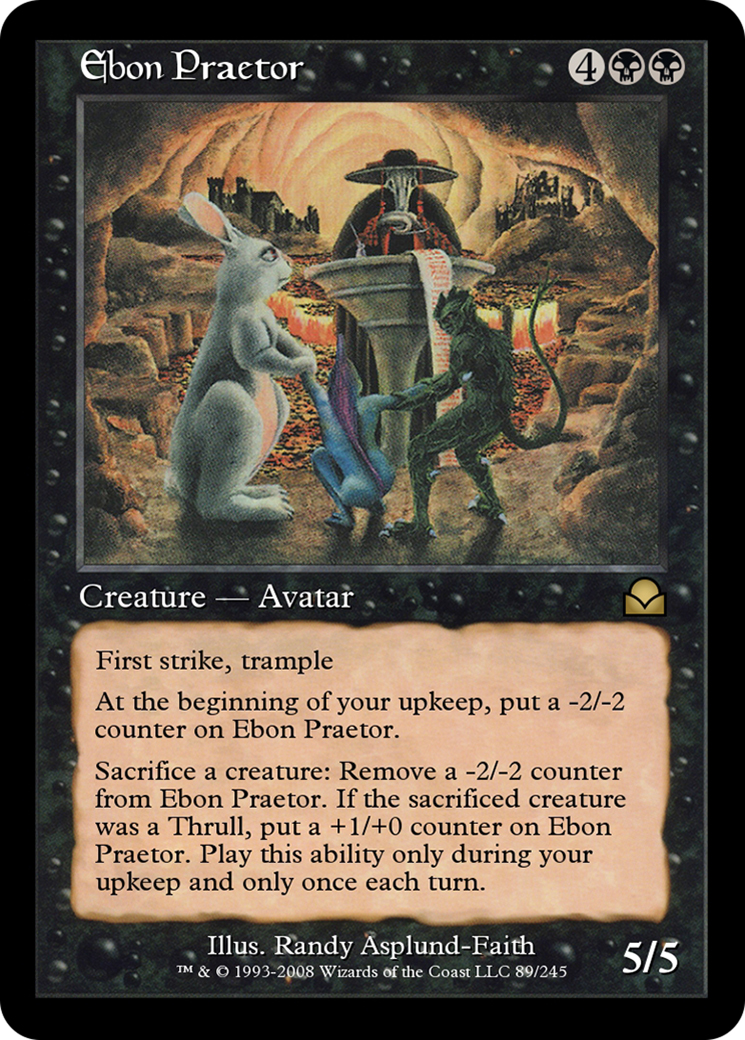 Ebon Praetor 4
Creature — Avatar
First strike, trample
At the beginning of your upkeep, put a -2/-2
counter on Ebon Praetor.
Sacrifice a creature: Remove a -2/-2 counter
from Ebon Praetor. If the sacrificed creature
was a Thrull, put a +1/+0 counter on Ebon
Praetor. Play this ability only during your
upkeep and only once each turn.
Illus. Randy Asplund-Faith
™ & © 1993-2008 Wizards of the Coast LLC 89/245
5/5